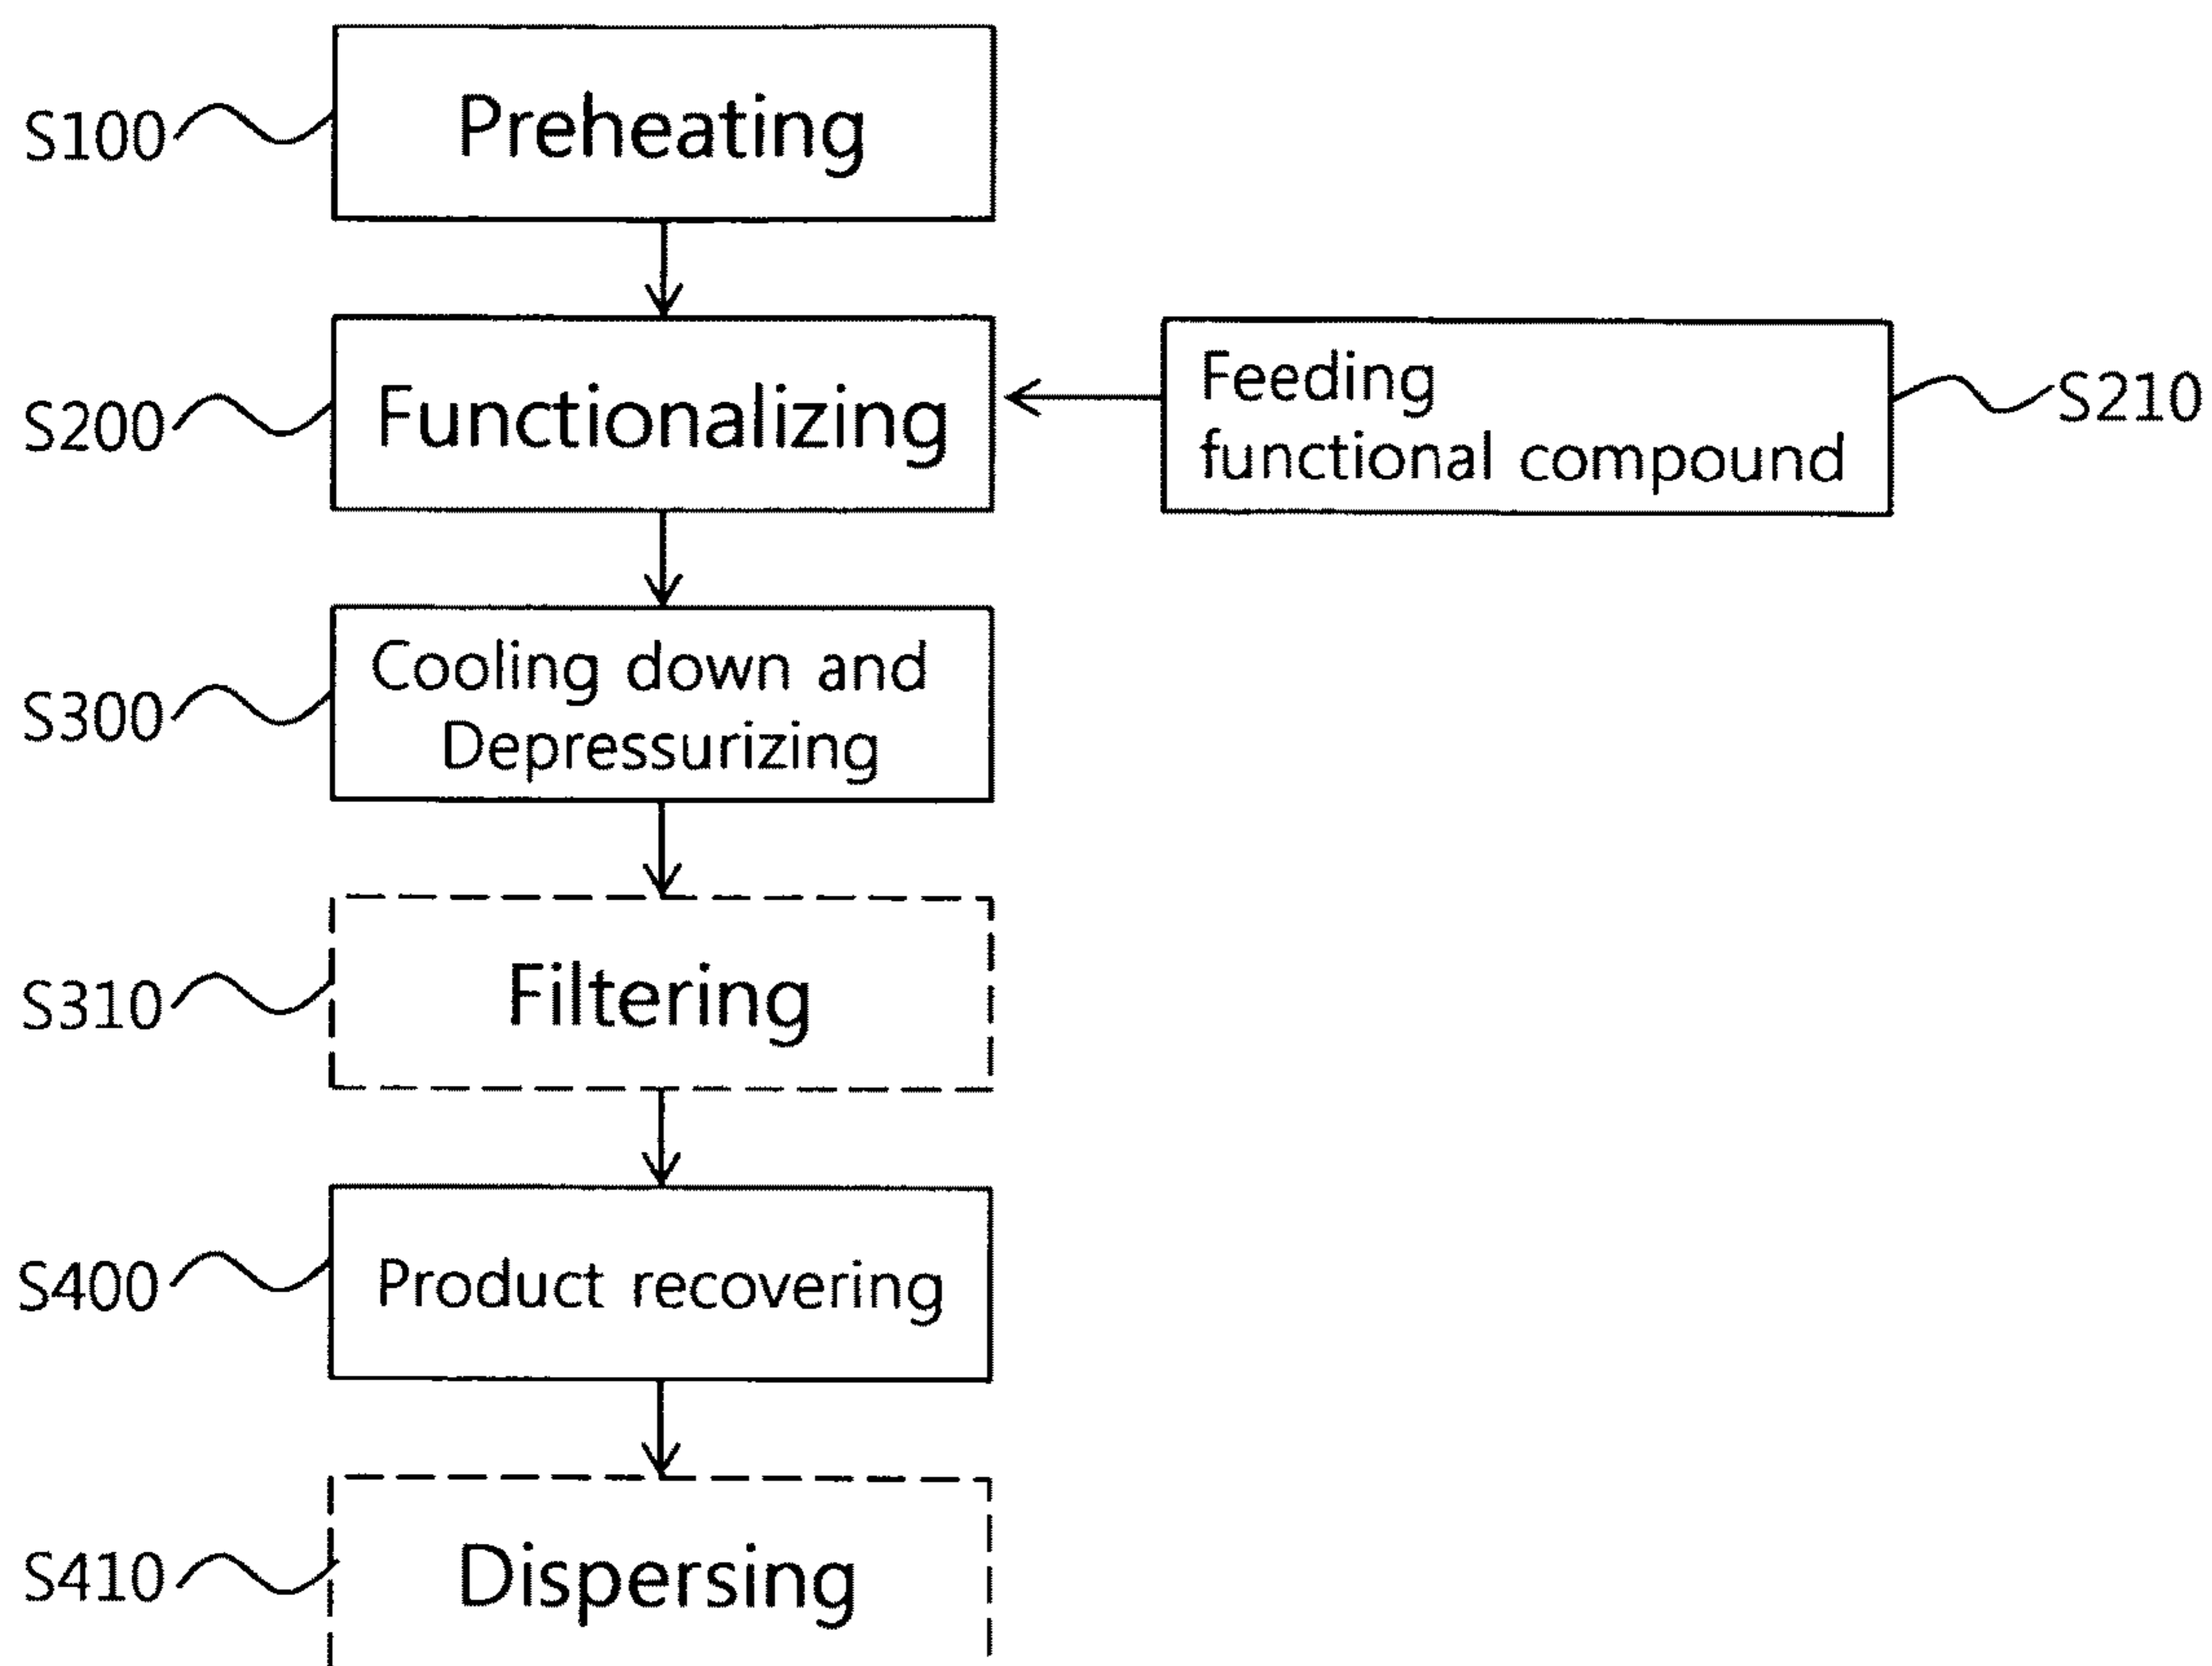 S100
Preheating
S200
Functionalizing
Feeding
functional compound
S210
S300
Cooling down and
Depressurizing
S310
Filtering
S400
Product recovering
S410
Dispersing